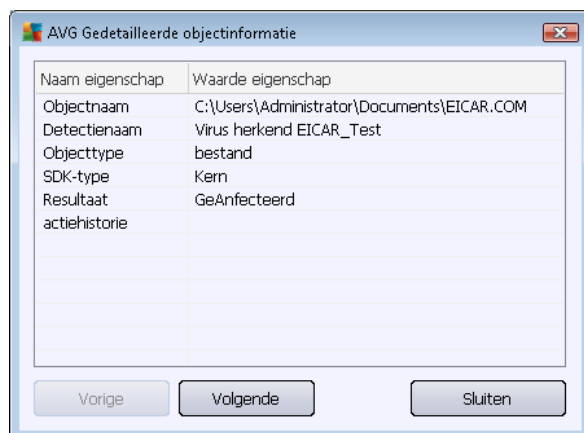 AVG Gedetailleerde objectinformatie
Naam eigenschap Waarde eigenschap
Objectnaam C:\Users\Administrator\Documents\EICAR.COM
Detectienaam Virus herkend EICAR_Test
Objecttype bestand
SDK-type Kern
Resultaat GeAnfecteerd
actiehistorie
Vorige Volgende Sluiten